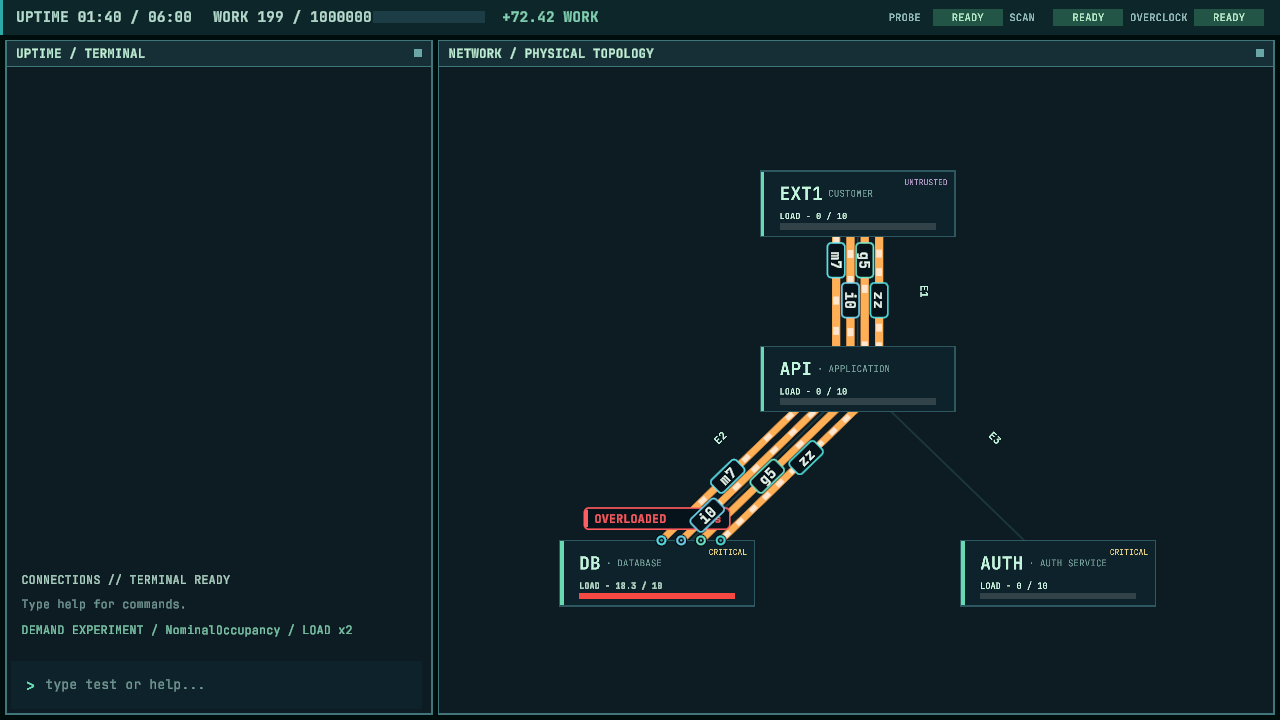 UPTIME 01:40 / 06:00 WORK 199 / 1000000 +72.42 WORK PROBE READY SCAN READY OVERCLOCK READY
UPTIME / TERMINAL
NETWORK / PHYSICAL TOPOLOGY
UNTRUSTED
EXT1 CUSTOMER
LOAD - 0 / 10
m7 g5
i0 zz
E1
API · APPLICATION
LOAD - 0 / 10
E2
E3
m7 g5 zz
i0
OVERLOADED
CRITICAL
DB · DATABASE
LOAD - 18.3 / 10
CRITICAL
AUTH · AUTH SERVICE
LOAD - 0 / 10
CONNECTIONS // TERMINAL READY
Type help for commands.
DEMAND EXPERIMENT / NominalOccupancy / LOAD x2
> type test or help...